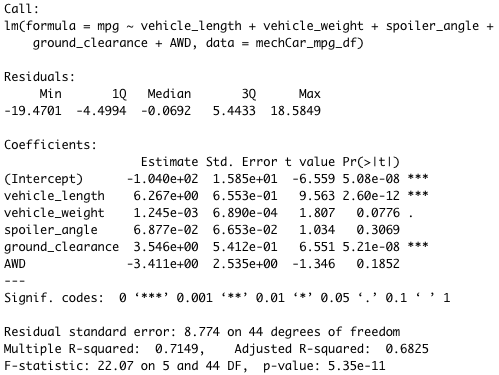 Call:
lm(formula = mpg ~ vehicle_length + vehicle_weight + spoiler_angle +
    ground_clearance + AWD, data = mechCar_mpg_df)

Residuals:
     Min       1Q   Median       3Q      Max
-19.4701  -4.4994  -0.0692   5.4433  18.5849

Coefficients:
                   Estimate Std. Error t value Pr(>|t|)
(Intercept)      -1.040e+02  1.585e+01  -6.559 5.08e-08 ***
vehicle_length    6.267e+00  6.553e-01   9.563 2.60e-12 ***
vehicle_weight    1.245e-03  6.890e-04   1.807   0.0776 .
spoiler_angle     6.877e-02  6.653e-02   1.034   0.3069
ground_clearance  3.546e+00  5.412e-01   6.551 5.21e-08 ***
AWD              -3.411e+00  2.535e+00  -1.346   0.1852
---
Signif. codes:  0 ‘***’ 0.001 ‘**’ 0.01 ‘*’ 0.05 ‘.’ 0.1 ‘ ’ 1

Residual standard error: 8.774 on 44 degrees of freedom
Multiple R-squared:  0.7149,    Adjusted R-squared:  0.6825
F-statistic: 22.07 on 5 and 44 DF,  p-value: 5.35e-11